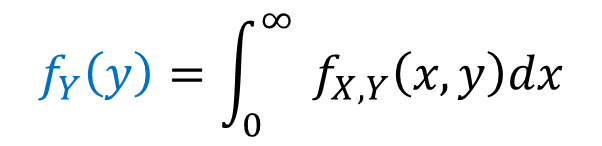 f_Y(y) = ∫_0^∞ f_{X,Y}(x, y)dx